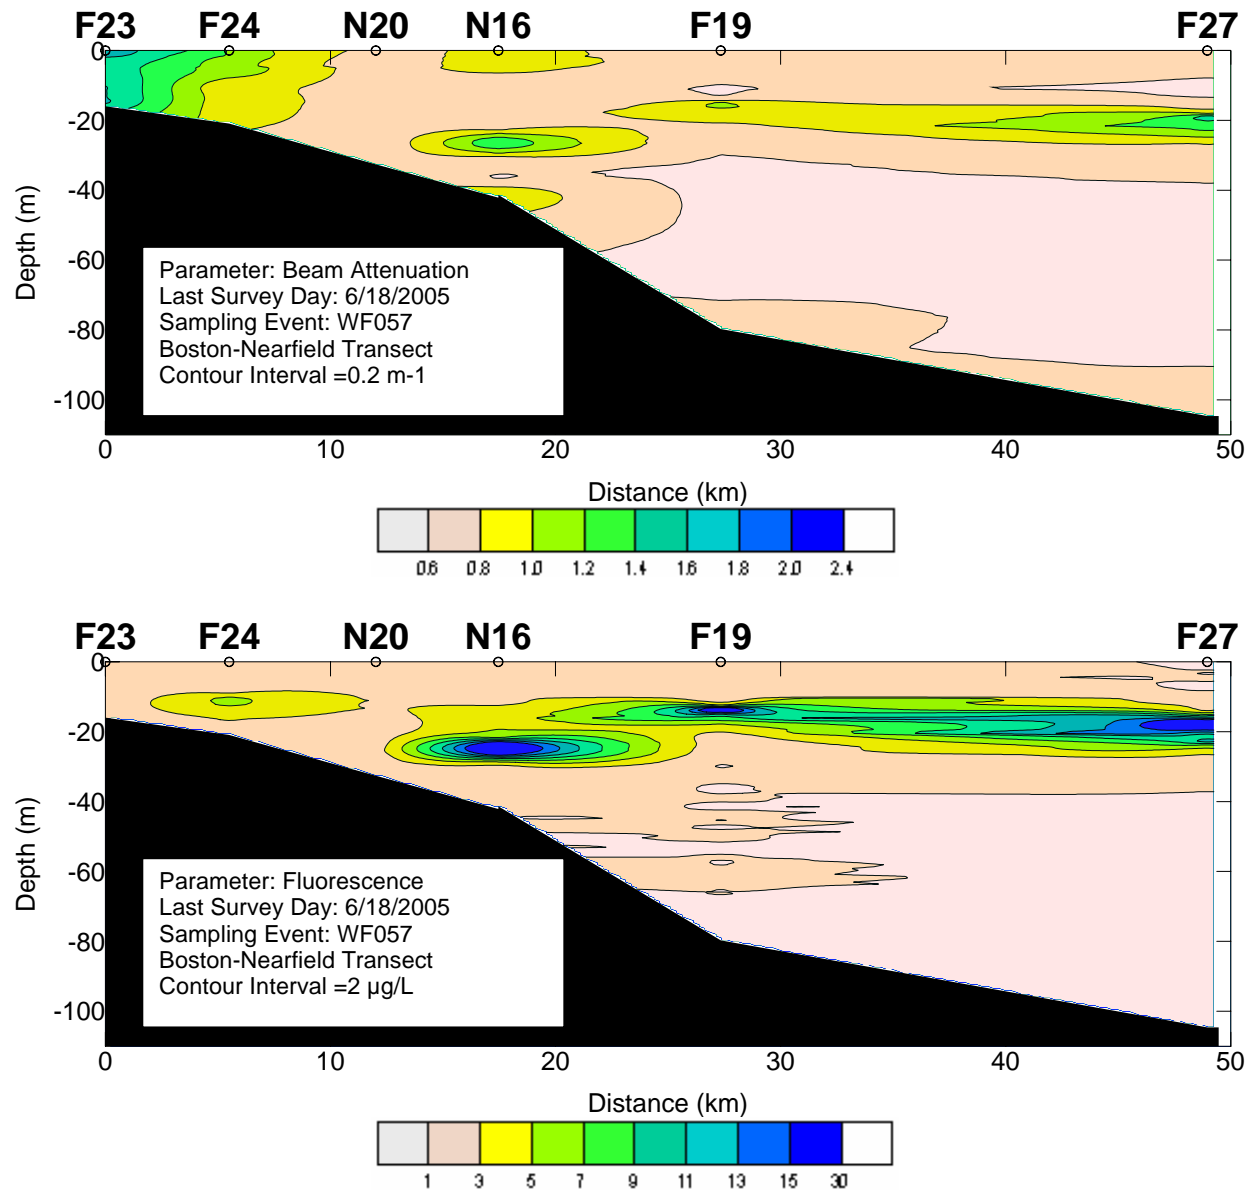 F23 F24 N20 N16 F19 F27
0
-20
-40
-60
-80
-100
Depth (m)
Parameter: Beam Attenuation
Last Survey Day: 6/18/2005
Sampling Event: WF057
Boston-Nearfield Transect
Contour Interval =0.2 m-1
0 10 20 30 40 50
Distance (km)
0.6 0.8 1.0 1.2 1.4 1.6 1.8 2.0 2.4
F23 F24 N20 N16 F19 F27
0
-20
-40
-60
-80
-100
Depth (m)
Parameter: Fluorescence
Last Survey Day: 6/18/2005
Sampling Event: WF057
Boston-Nearfield Transect
Contour Interval =2 µg/L
0 10 20 30 40 50
Distance (km)
1 3 5 7 9 11 13 15 30